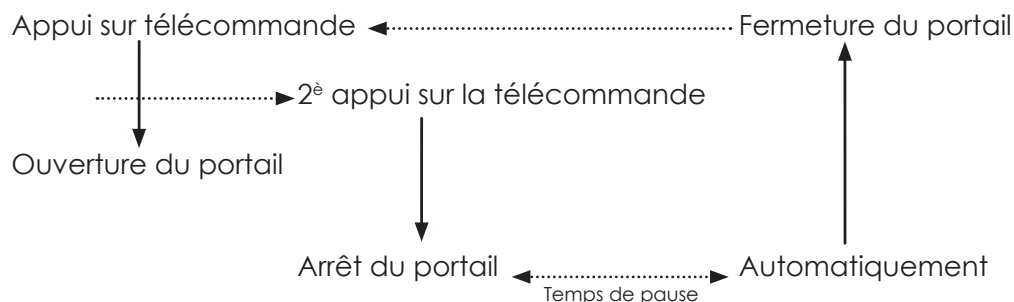 Appui sur télécommande
Fermeture du portail
2è appui sur la télécommande
Ouverture du portail
Arrêt du portail
Automatiquement
Temps de pause